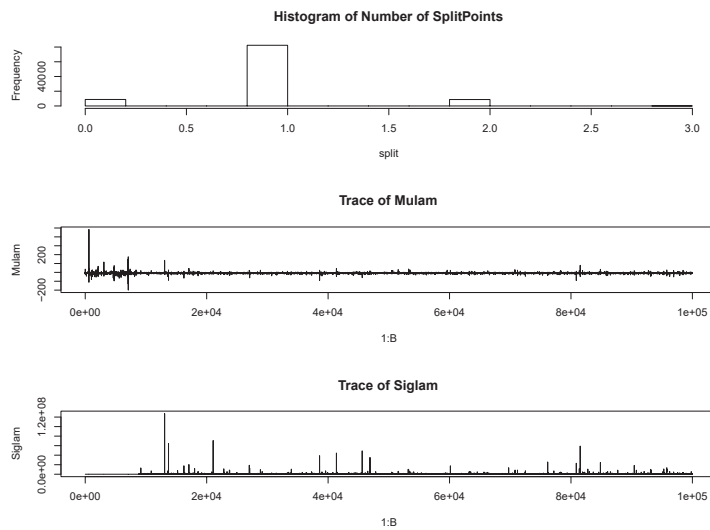 Histogram of Number of SplitPoints
Frequency
0 40000
0.0 0.5 1.0 1.5 2.0 2.5 3.0
split
Trace of Mulam
Mulam
−200 200
0e+00 2e+04 4e+04 6e+04 8e+04 1e+05
1:B
Trace of Siglam
Siglam
0.0e+00 1.2e+08
0e+00 2e+04 4e+04 6e+04 8e+04 1e+05
1:B